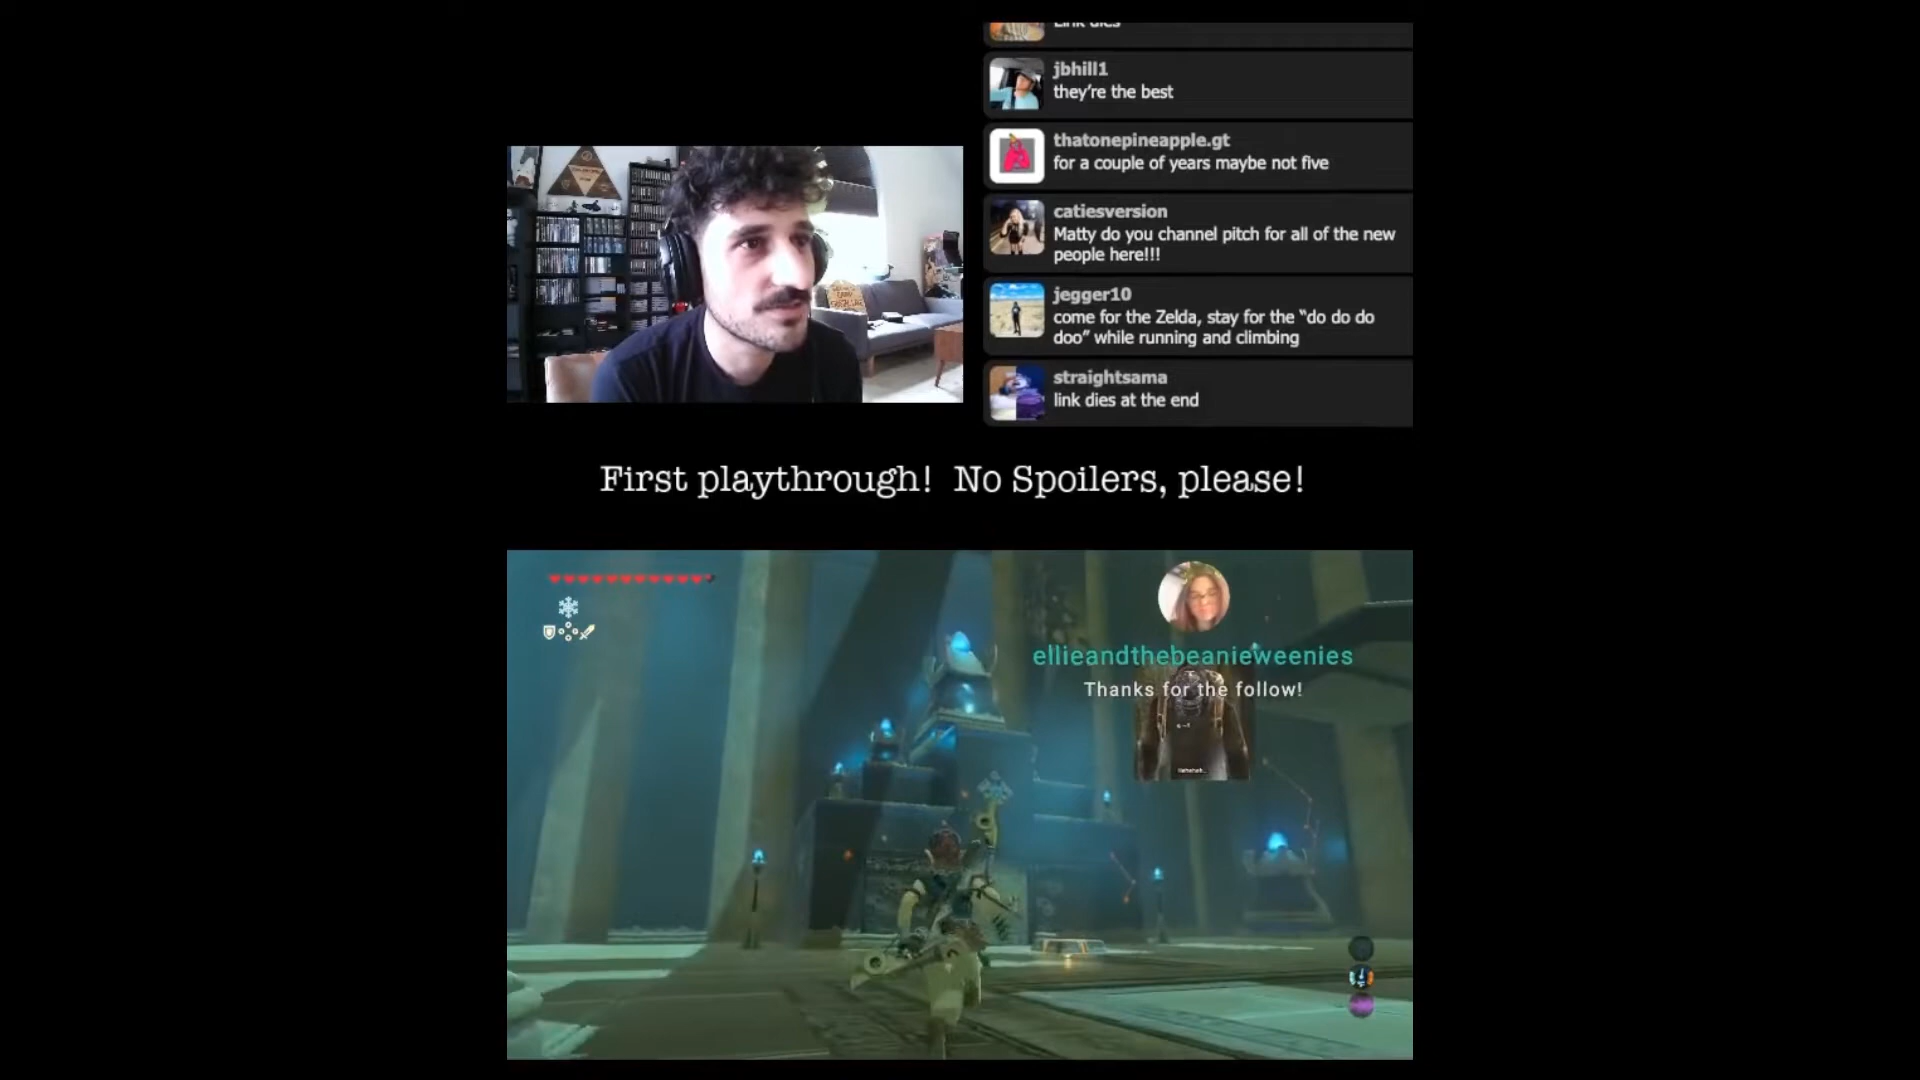 Link dies
jbhill1
they're the best
thatonepineapple.gt
for a couple of years maybe not five
catiesversion
Matty do you channel pitch for all of the new
people here!!!
jegger10
come for the Zelda, stay for the “do do do
doo” while running and climbing
straightsama
link dies at the end
First playthrough! No Spoilers, please!
ellieandthebeanieweenies
Thanks for the follow!